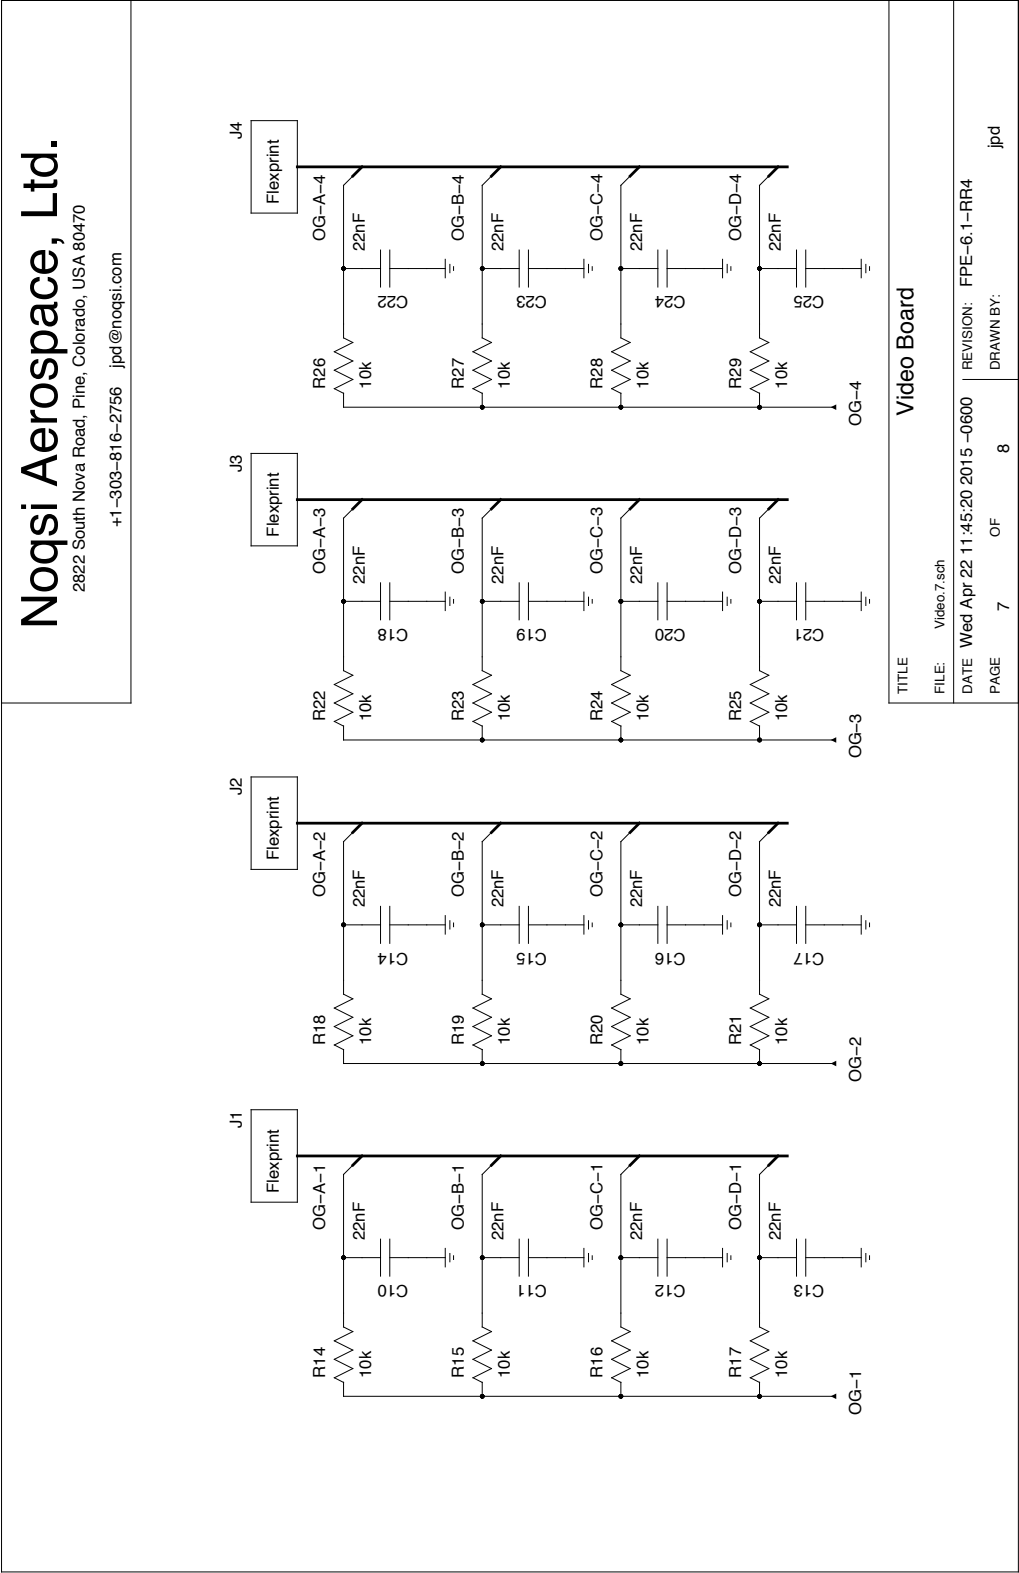 Noqsi Aerospace, Ltd.
2822 South Nova Road, Pine, Colorado, USA 80470
+1−303−816−2756 jpd@noqsi.com
J1
Flexprint
OG−A−1
22nF
C10
R14
10k
OG−B−1
22nF
C11
R15
10k
OG−C−1
22nF
C12
R16
10k
OG−D−1
22nF
C13
R17
10k
OG−1
J2
Flexprint
OG−A−2
22nF
C14
R18
10k
OG−B−2
22nF
C15
R19
10k
OG−C−2
22nF
C16
R20
10k
OG−D−2
22nF
C17
R21
10k
OG−2
J3
Flexprint
OG−A−3
22nF
C18
R22
10k
OG−B−3
22nF
C19
R23
10k
OG−C−3
22nF
C20
R24
10k
OG−D−3
22nF
C21
R25
10k
OG−3
J4
Flexprint
OG−A−4
22nF
C22
R26
10k
OG−B−4
22nF
C23
R27
10k
OG−C−4
22nF
C24
R28
10k
OG−D−4
22nF
C25
R29
10k
OG−4
TITLE
Video Board
FILE: Video.7.sch
DATE Wed Apr 22 11:45:20 2015 −0600
REVISION: FPE−6.1−RR4
PAGE 7 OF 8
DRAWN BY: jpd